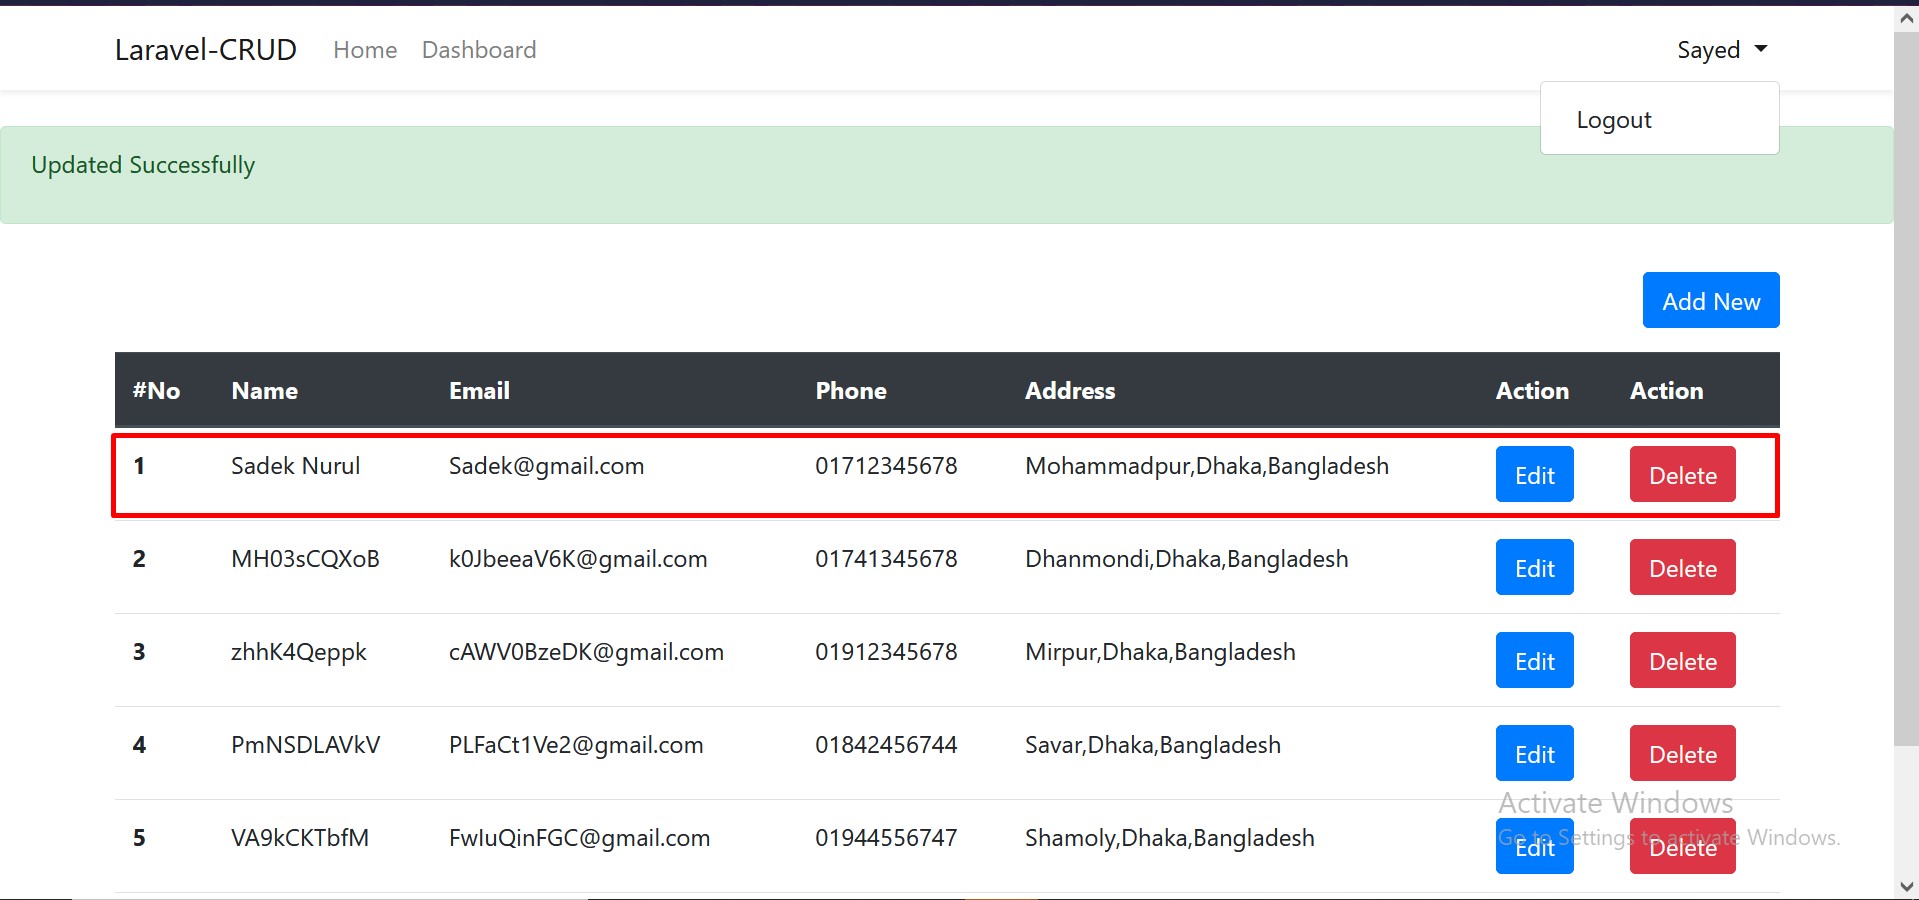 Laravel-CRUD Home Dashboard Sayed
Logout
Updated Successfully
Add New
#No Name Email Phone Address Action Action
1 Sadek Nurul Sadek@gmail.com 01712345678 Mohammadpur,Dhaka,Bangladesh Edit Delete
2 MH03sCQXoB k0JbeeaV6K@gmail.com 01741345678 Dhanmondi,Dhaka,Bangladesh Edit Delete
3 zhhK4Qeppk cAWV0BzeDK@gmail.com 01912345678 Mirpur,Dhaka,Bangladesh Edit Delete
4 PmNSDLAVkV PLFaCt1Ve2@gmail.com 01842456744 Savar,Dhaka,Bangladesh Edit Delete
Activate Windows
Go to Settings to activate Windows.
5 VA9kCKTbfM FwIuQinFGC@gmail.com 01944556747 Shamoly,Dhaka,Bangladesh Edit Delete